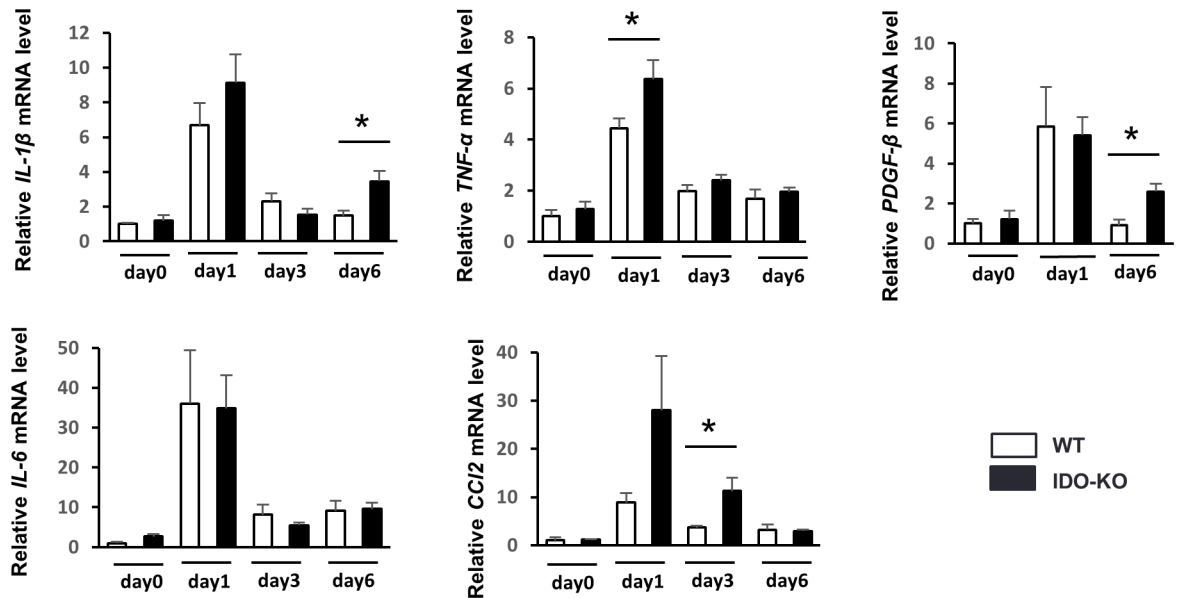 Relative IL-1β mRNA level
12
10
8
6
4
2
0
*
day0 day1 day3 day6
Relative TNF-α mRNA level
8
6
4
2
0
*
day0 day1 day3 day6
Relative PDGF-β mRNA level
10
8
6
4
2
0
*
day0 day1 day6
Relative IL-6 mRNA level
50
40
30
20
10
0
day0 day1 day3 day6
Relative CCl2 mRNA level
40
30
20
10
0
*
day0 day1 day3 day6
WT
IDO-KO